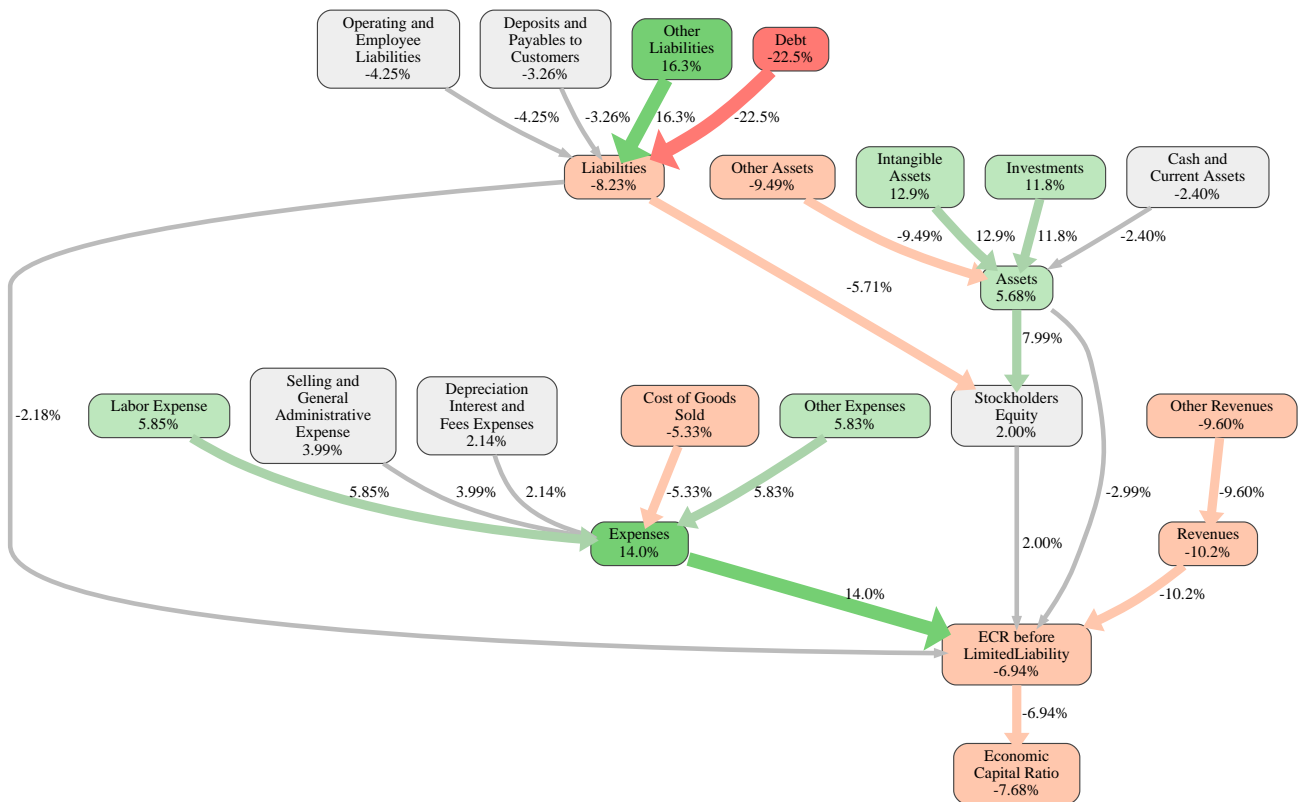 Operating and
Employee
Liabilities
-4.25%
Deposits and
Payables to
Customers
-3.26%
Other
Liabilities
16.3%
Debt
-22.5%
-4.25%
-3.26%
16.3%
-22.5%
Liabilities
-8.23%
Other Assets
-9.49%
Intangible
Assets
12.9%
Investments
11.8%
Cash and
Current Assets
-2.40%
-9.49%
12.9%
11.8%
-2.40%
Assets
5.68%
-5.71%
7.99%
-2.18%
Labor Expense
5.85%
Selling and
General
Administrative
Expense
3.99%
Depreciation
Interest and
Fees Expenses
2.14%
Cost of Goods
Sold
-5.33%
Other Expenses
5.83%
Stockholders
Equity
2.00%
Other Revenues
-9.60%
5.85%
3.99%
2.14%
-5.33%
5.83%
-2.99%
-9.60%
Expenses
14.0%
2.00%
Revenues
-10.2%
14.0%
-10.2%
ECR before
LimitedLiability
-6.94%
-6.94%
Economic
Capital Ratio
-7.68%